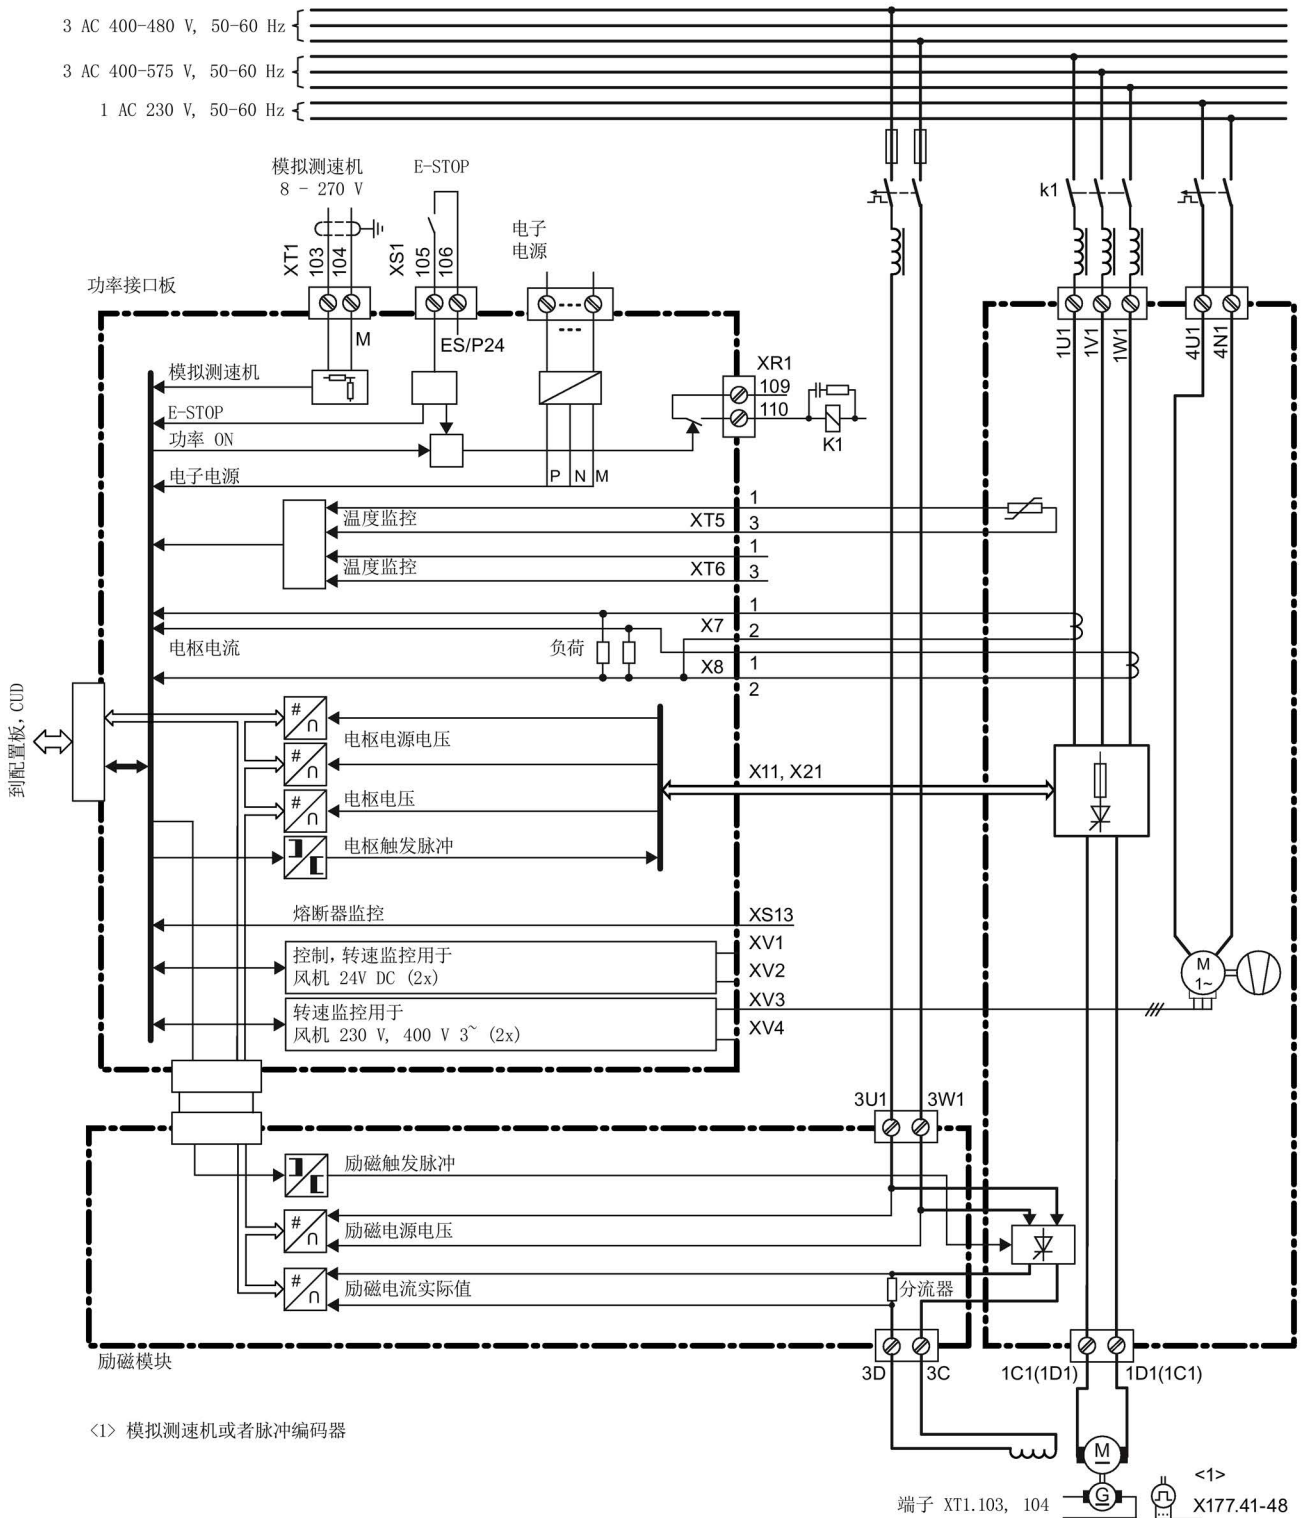 3 AC 400-480 V, 50-60 Hz
3 AC 400-575 V, 50-60 Hz
1 AC 230 V, 50-60 Hz
模拟测速机
8 - 270 V
E-STOP
电子
电源
k1
XT1
103
104
XS1
105
106
功率接口板
M
ES/P24
1U1
1V1
1W1
4U1
4N1
模拟测速机
XR1
109
110
K1
E-STOP
功率 ON
电子电源
P
N
M
温度监控
XT5
1
3
温度监控
XT6
1
3
电枢电流
负荷
X7
1
2
X8
1
2
到配置板,CUD
#
∩
电枢电源电压
#
∩
电枢电压
#
∩
电枢触发脉冲
X11, X21
熔断器监控
XS13
控制, 转速监控用于
风机 24V DC (2x)
XV1
XV2
转速监控用于
风机 230 V, 400 V 3~ (2x)
XV3
XV4
M
1~
3U1
3W1
励磁触发脉冲
#
∩
励磁电源电压
#
∩
励磁电流实际值
分流器
励磁模块
3D
3C
1C1(1D1)
1D1(1C1)
<1> 模拟测速机或者脉冲编码器
M
G
<1>
端子 XT1.103, 104
X177.41-48